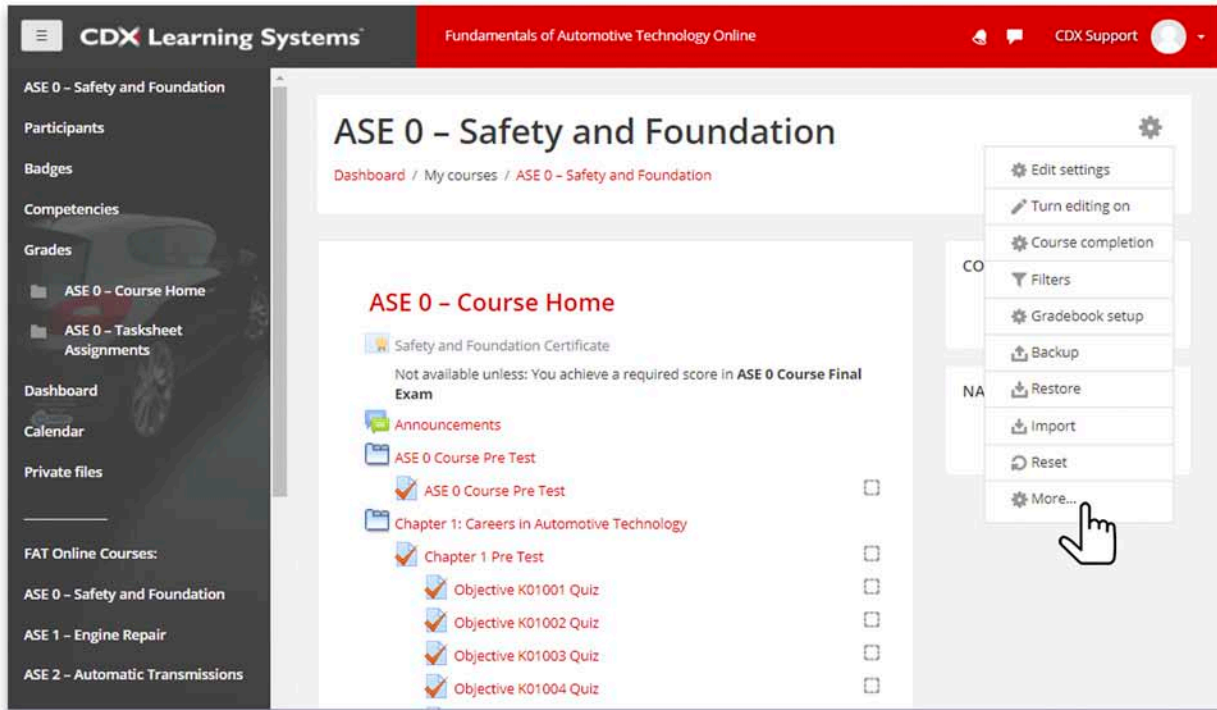 CDX Learning Systems
Fundamentals of Automotive Technology Online
CDX Support
ASE 0 – Safety and Foundation
Participants
Badges
Competencies
Grades
ASE 0 – Course Home
ASE 0 – Tasksheet
Assignments
Dashboard
Calendar
Private files
FAT Online Courses:
ASE 0 – Safety and Foundation
ASE 1 – Engine Repair
ASE 2 – Automatic Transmissions
ASE 0 – Safety and Foundation
Dashboard / My courses / ASE 0 – Safety and Foundation
ASE 0 – Course Home
Safety and Foundation Certificate
Not available unless: You achieve a required score in ASE 0 Course Final
Exam
Announcements
ASE 0 Course Pre Test
ASE 0 Course Pre Test
Chapter 1: Careers in Automotive Technology
Chapter 1 Pre Test
Objective K01001 Quiz
Objective K01002 Quiz
Objective K01003 Quiz
Objective K01004 Quiz
CO
NA
Edit settings
Turn editing on
Course completion
Filters
Gradebook setup
Backup
Restore
Import
Reset
More...